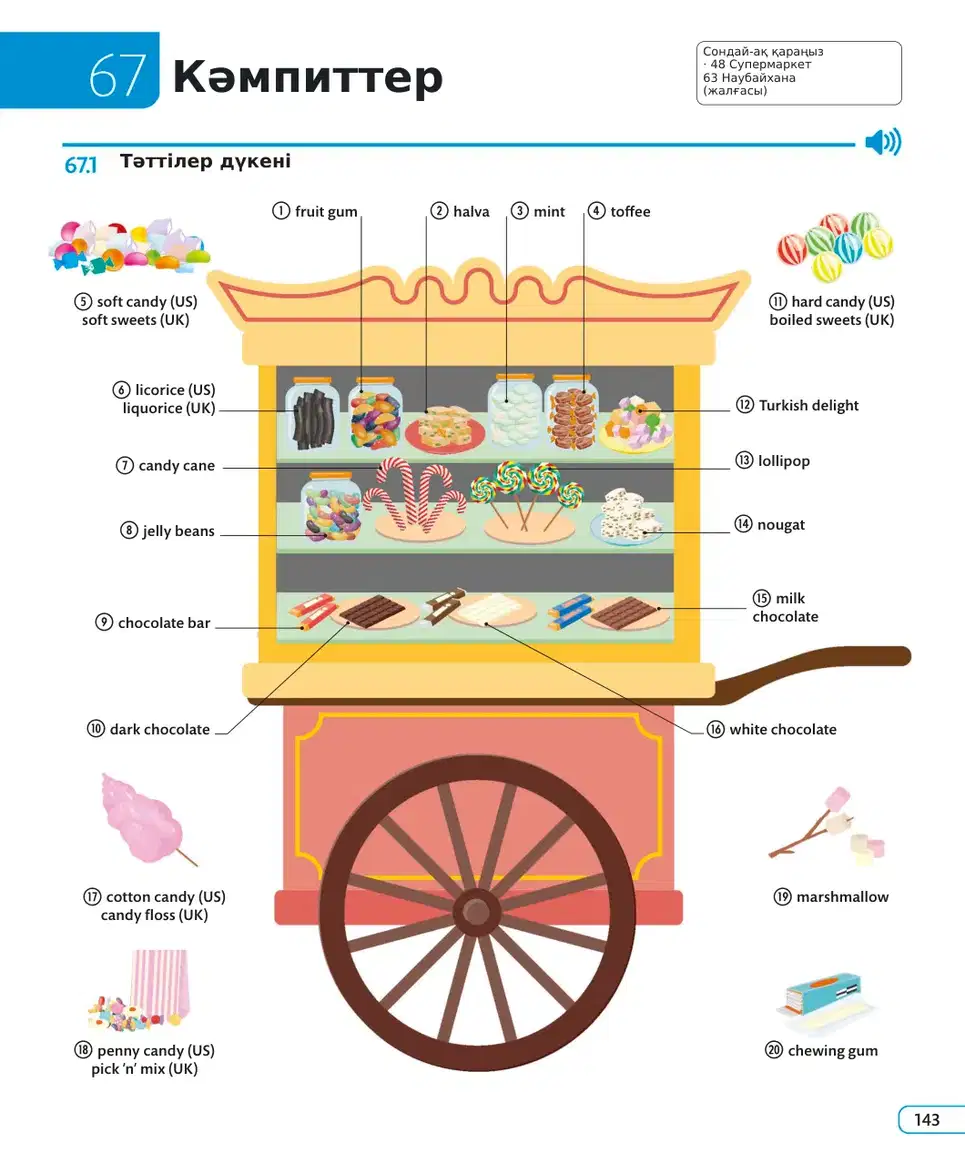 67 Кәмпиттер
Сондай-ақ қараңыз
· 48 Супермаркет
63 Наубайхана
(жалғасы)
67.1 Тәттілер дүкені
① fruit gum
② halva
③ mint
④ toffee
⑤ soft candy (US)
soft sweets (UK)
⑪ hard candy (US)
boiled sweets (UK)
⑥ licorice (US)
liquorice (UK)
⑫ Turkish delight
⑦ candy cane
⑬ lollipop
⑧ jelly beans
⑭ nougat
⑨ chocolate bar
⑮ milk
chocolate
⑩ dark chocolate
⑯ white chocolate
⑰ cotton candy (US)
candy floss (UK)
⑲ marshmallow
⑱ penny candy (US)
pick ’n’ mix (UK)
⑳ chewing gum
143